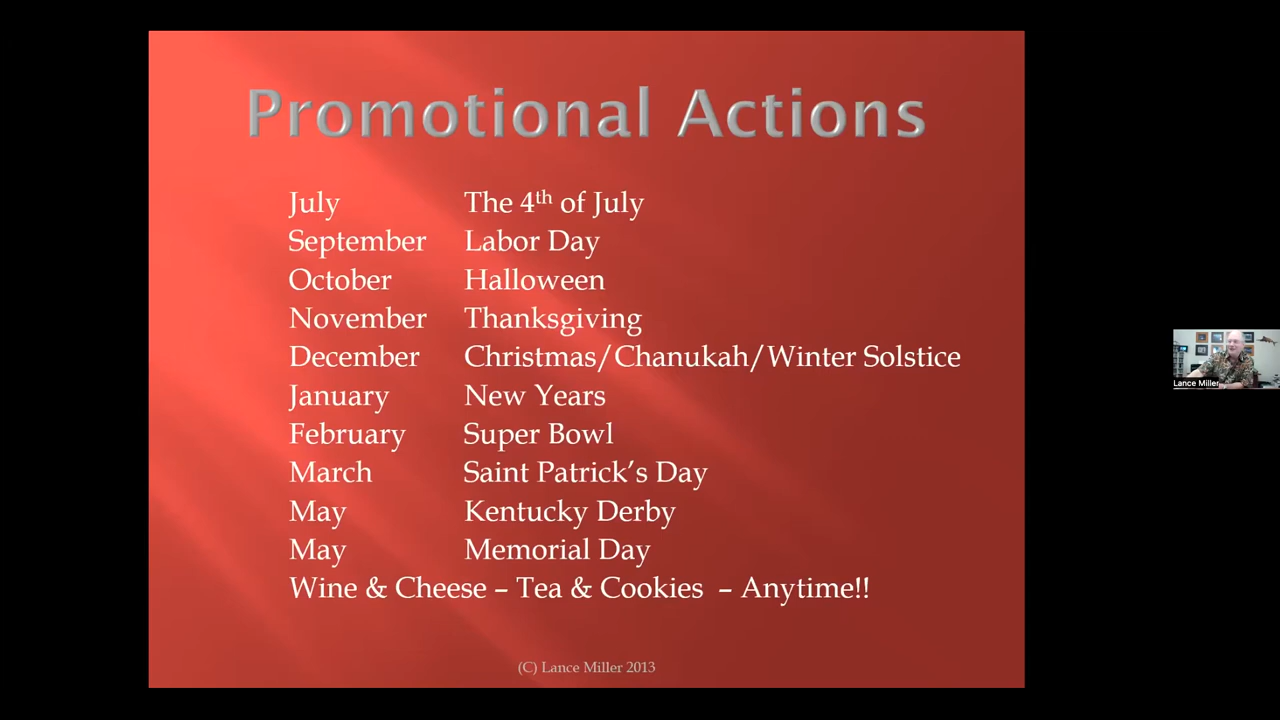 Promotional Actions
July The 4th of July
September Labor Day
October Halloween
November Thanksgiving
December Christmas/Chanukah/Winter Solstice
January New Years
February Super Bowl
March Saint Patrick’s Day
May Kentucky Derby
May Memorial Day
Wine & Cheese – Tea & Cookies – Anytime!!
(C) Lance Miller 2013
Lance Miller